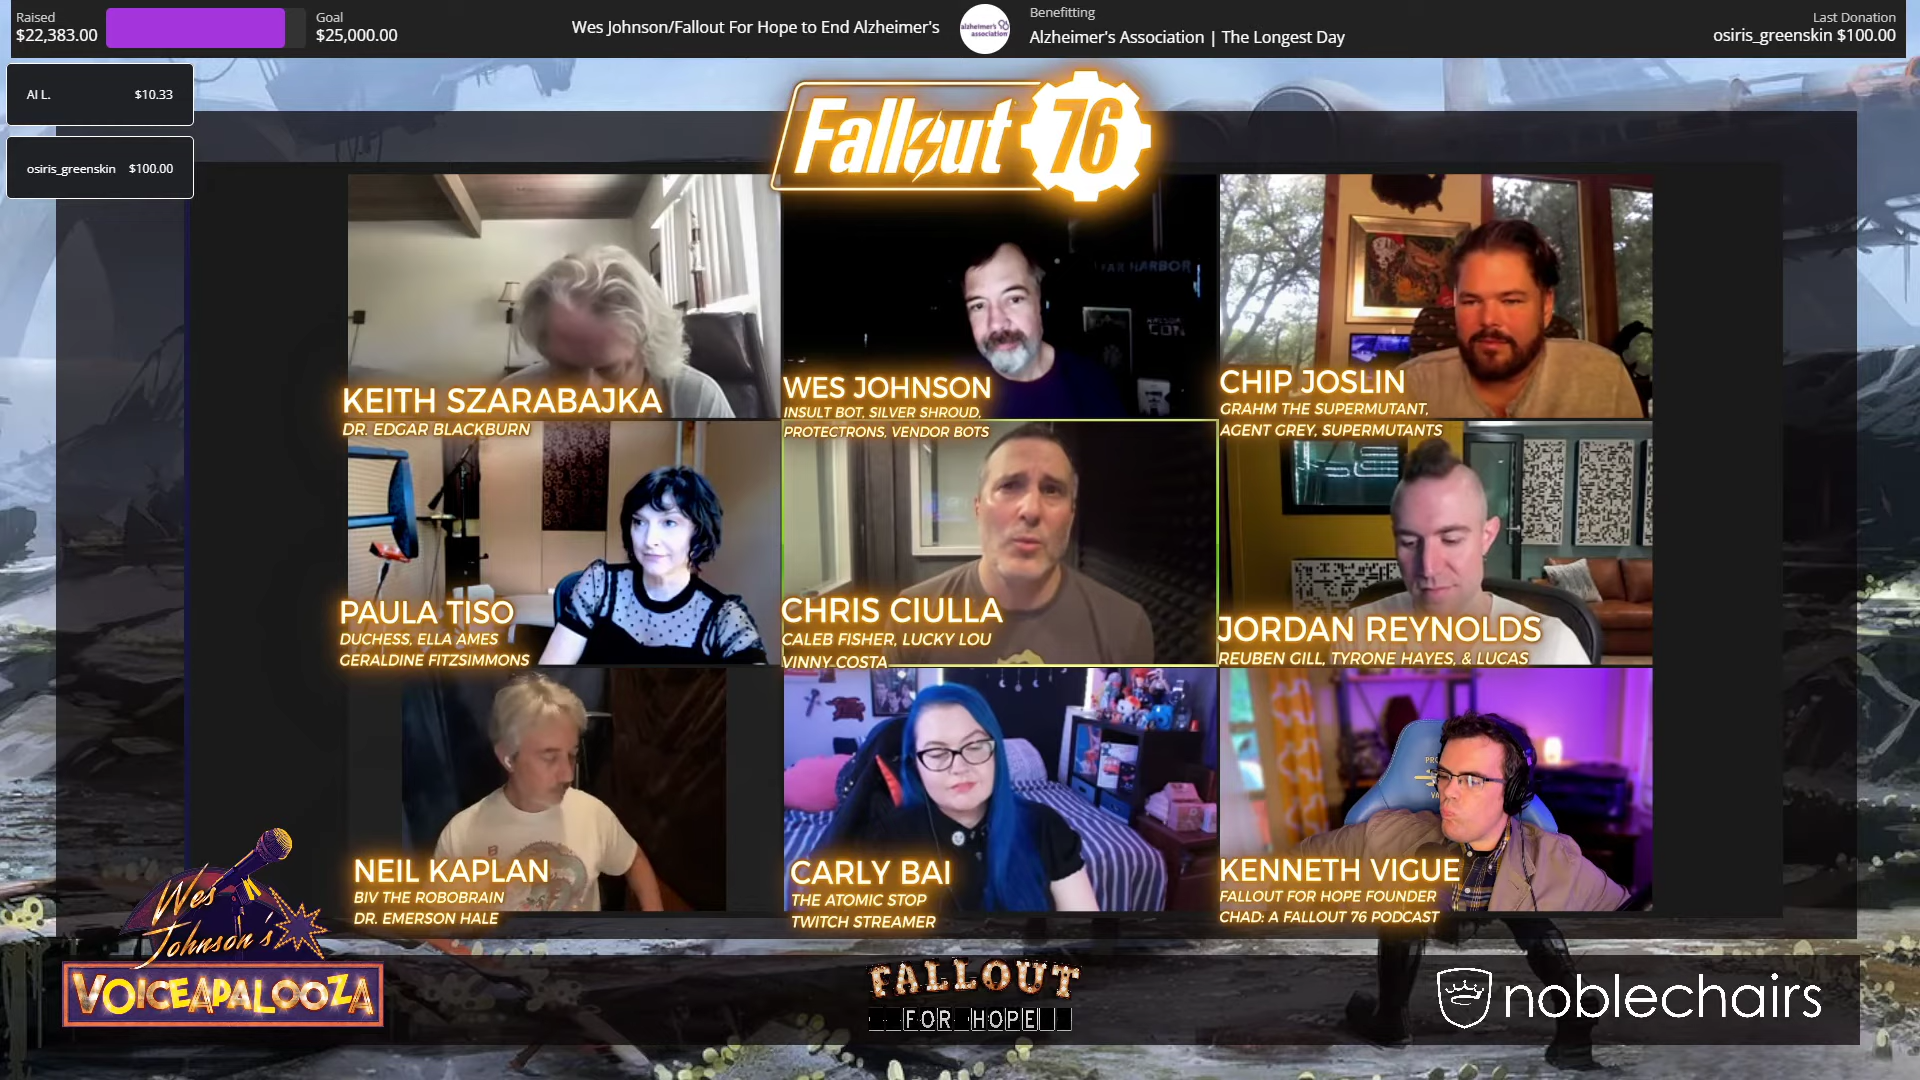 Raised
$22,383.00
Goal
$25,000.00
Wes Johnson/Fallout For Hope to End Alzheimer's
alzheimer's association
Benefitting
Alzheimer's Association | The Longest Day
Last Donation
osiris_greenskin $100.00
Al L. $10.33
osiris_greenskin $100.00
Fallout 76
FAR HARBOR
KEITH SZARABAJKA
DR. EDGAR BLACKBURN
WES JOHNSON
INSULT BOT, SILVER SHROUD,
PROTECTRONS, VENDOR BOTS
CHIP JOSLIN
GRAHM THE SUPERMUTANT,
AGENT GREY, SUPERMUTANTS
PAULA TISO
DUCHESS, ELLA AMES
GERALDINE FITZSIMMONS
CHRIS CIULLA
CALEB FISHER, LUCKY LOU
VINNY COSTA
JORDAN REYNOLDS
REUBEN GILL, TYRONE HAYES, & LUCAS
NEIL KAPLAN
BIV THE ROBOBRAIN
DR. EMERSON HALE
CARLY BAI
THE ATOMIC STOP
TWITCH STREAMER
KENNETH VIGUE
FALLOUT FOR HOPE FOUNDER
CHAD: A FALLOUT 76 PODCAST
Wes
Johnson's
VOICEAPALOOZA
FALLOUT
FOR HOPE
noblechairs